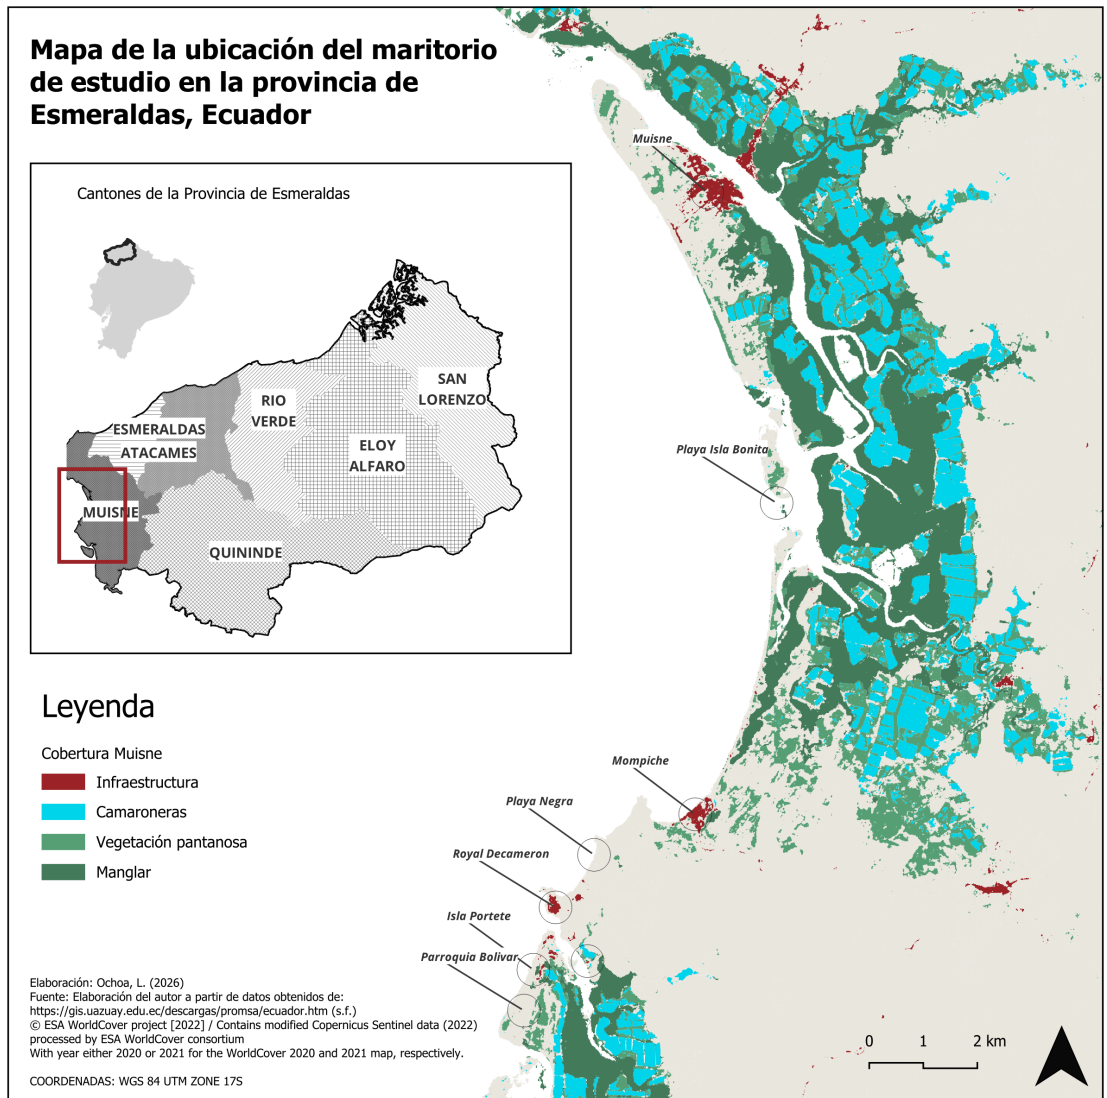 Mapa de la ubicación del maritorio
de estudio en la provincia de
Esmeraldas, Ecuador
Cantones de la Provincia de Esmeraldas
SAN
LORENZO
RIO
VERDE
ESMERALDAS
ATACAMES
ELOY
ALFARO
MUISNE
QUININDE
Muisne
Playa Isla Bonita
Mompiche
Playa Negra
Royal Decameron
Isla Portete
Parroquia Bolivar
Leyenda
Cobertura Muisne
Infraestructura
Camaroneras
Vegetación pantanosa
Manglar
Elaboración: Ochoa, L. (2026)
Fuente: Elaboración del autor a partir de datos obtenidos de:
https://gis.uazuay.edu.ec/descargas/promsa/ecuador.htm (s.f.)
© ESA WorldCover project [2022] / Contains modified Copernicus Sentinel data (2022)
processed by ESA WorldCover consortium
With year either 2020 or 2021 for the WorldCover 2020 and 2021 map, respectively.
COORDENADAS: WGS 84 UTM ZONE 17S
0 1 2 km